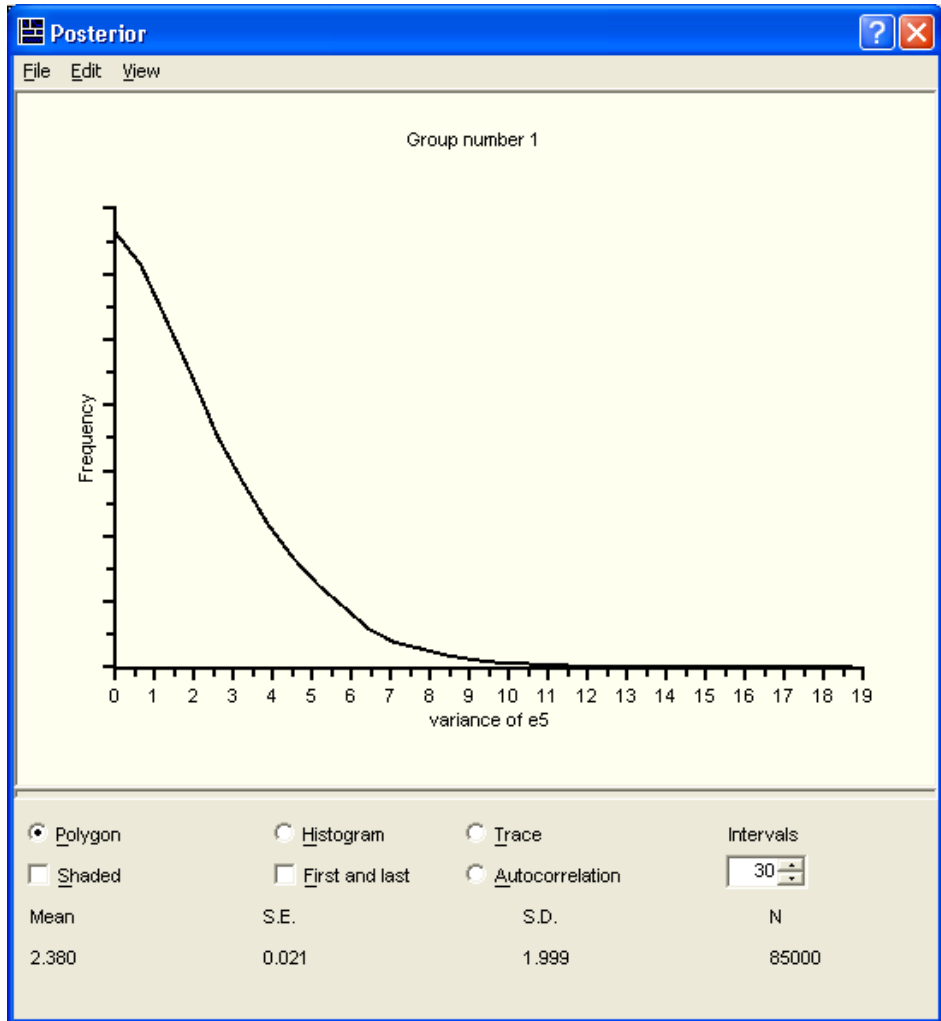 Posterior
File Edit View
Group number 1
Frequency
0 1 2 3 4 5 6 7 8 9 10 11 12 13 14 15 16 17 18 19
variance of e5
Polygon Histogram Trace Intervals
Shaded First and last Autocorrelation 30
Mean S.E. S.D. N
2.380 0.021 1.999 85000